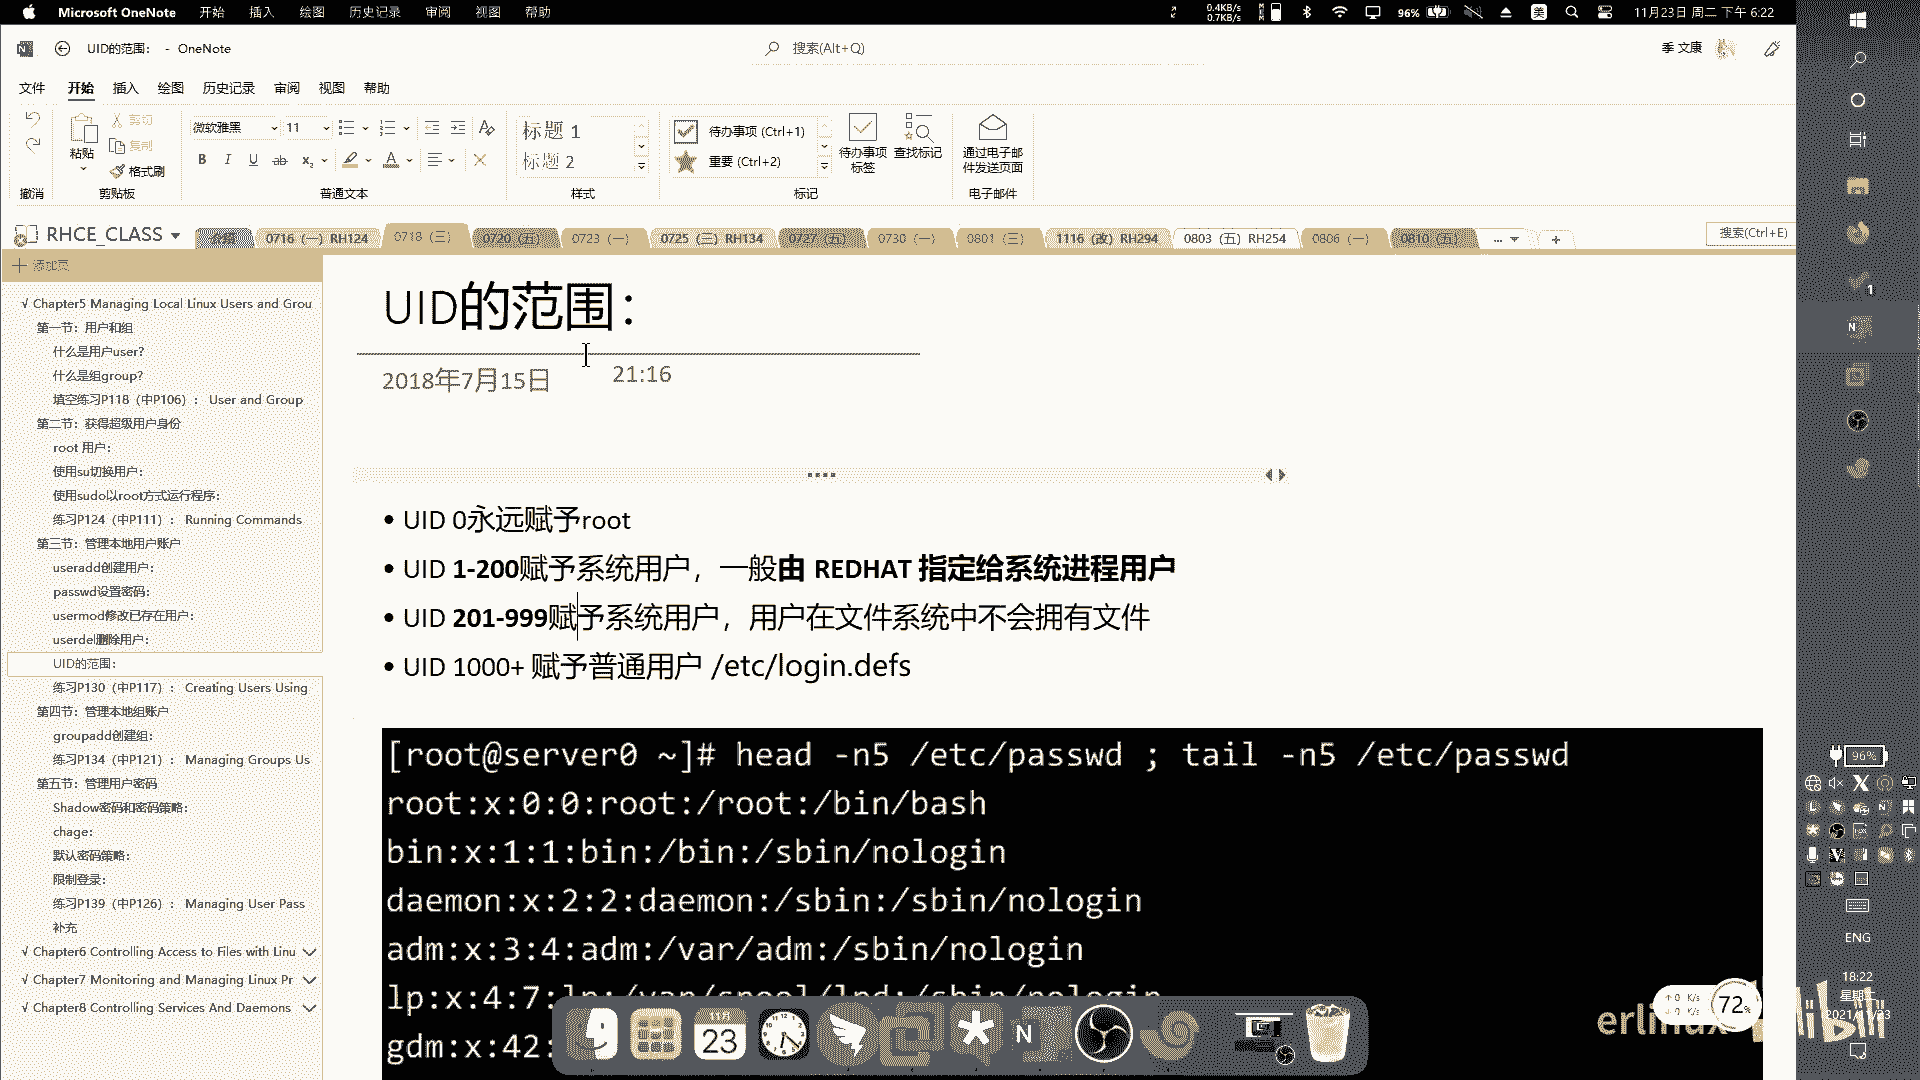 Microsoft OneNote 开始 插入 绘图 历史记录 审阅 视图 帮助
0.4KB/s
0.7KB/s
96%
美
11月23日 周二 下午 6:22
UID的范围: - OneNote
搜索(Alt+Q)
季 文康
文件 开始 插入 绘图 历史记录 审阅 视图 帮助
粘贴
剪切
复制
格式刷
微软雅黑 11
标题 1
标题 2
待办事项 (Ctrl+1)
重要 (Ctrl+2)
待办事项
标签
查找标记
通过电子邮
件发送页面
撤消 剪贴板 普通文本 样式 标记 电子邮件
RHCE_CLASS
0716 (一) RH124
0718 (三)
0720 (五)
0723 (一)
0725 (三) RH134
0727 (五)
0730 (一)
0801 (三)
1116 (改) RH294
0803 (五) RH254
0806 (一)
0810 (五)
搜索(Ctrl+E)
添加页
√ Chapter5 Managing Local Linux Users and Grou
第一节: 用户和组
什么是用户user?
什么是组group?
填空练习P118 (中P106) : User and Group
第二节: 获得超级用户身份
root 用户:
使用su切换用户:
使用sudo以root方式运行程序:
练习P124 (中P111) : Running Commands
第三节: 管理本地用户账户
useradd创建用户:
passwd设置密码:
usermod修改已存在用户:
userdel删除用户:
UID的范围:
练习P130 (中P117) : Creating Users Using
第四节: 管理本地组账户
groupadd创建组:
练习P134 (中P121) : Managing Groups Us
第五节: 管理用户密码
Shadow密码和密码策略:
chage:
默认密码策略:
限制登录:
练习P139 (中P126) : Managing User Pass
补充
√ Chapter6 Controlling Access to Files with Linu
√ Chapter7 Monitoring and Managing Linux Pr
√ Chapter8 Controlling Services And Daemons
UID的范围:
2018年7月15日 21:16
• UID 0永远赋予root
• UID 1-200赋予系统用户，一般由 REDHAT 指定给系统进程用户
• UID 201-999赋予系统用户，用户在文件系统中不会拥有文件
• UID 1000+ 赋予普通用户 /etc/login.defs
[root@server0 ~]# head -n5 /etc/passwd ; tail -n5 /etc/passwd
root:x:0:0:root:/root:/bin/bash
bin:x:1:1:bin:/bin:/sbin/nologin
daemon:x:2:2:daemon:/sbin:/sbin/nologin
adm:x:3:4:adm:/var/adm:/sbin/nologin
lp:x:4:7:lp:/var/spool/lpd:/sbin/nologin
gdm:x:42:
11月
23
1
96%
ENG
18:22
星期二
2021/11/23
72%
erlinux
bilibili